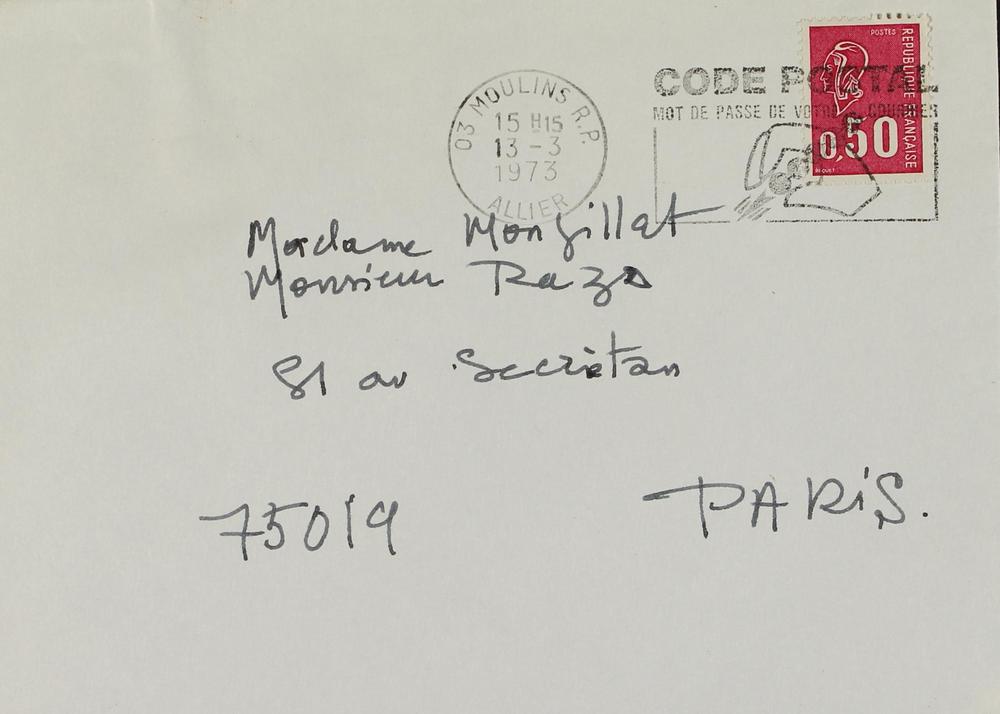 03 MOULINS R.P.
15 H15
13 - 3
1973
ALLIER
CODE POSTAL
MOT DE PASSE DE VOTRE COURRIER
POSTES
REPUBLIQUE FRANÇAISE
0,50
BEQUET
Madame Mongillat
Monsieur Raza
81 av Secrétan
75019 PARiS.